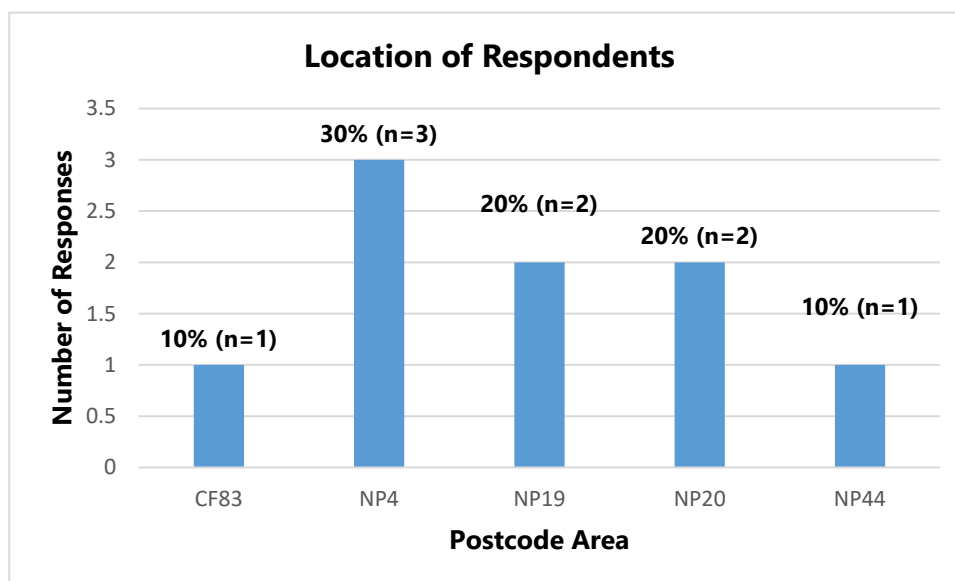 Location of Respondents
Number of Responses
3.5
3
2.5
2
1.5
1
0.5
0
10% (n=1)
30% (n=3)
20% (n=2)
20% (n=2)
10% (n=1)
CF83
NP4
NP19
NP20
NP44
Postcode Area